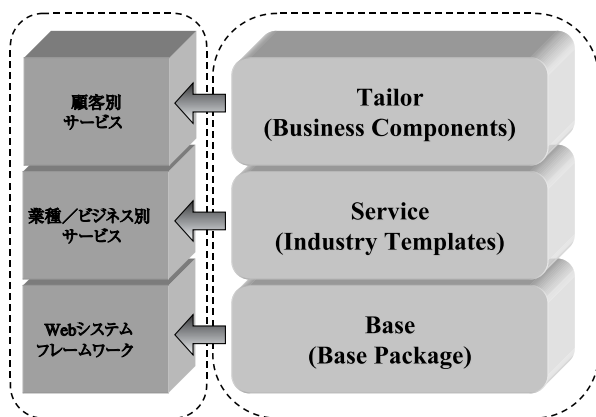 顧客別
サービス
Tailor
(Business Components)
業種／ビジネス別
サービス
Service
(Industry Templates)
Webシステム
フレームワーク
Base
(Base Package)